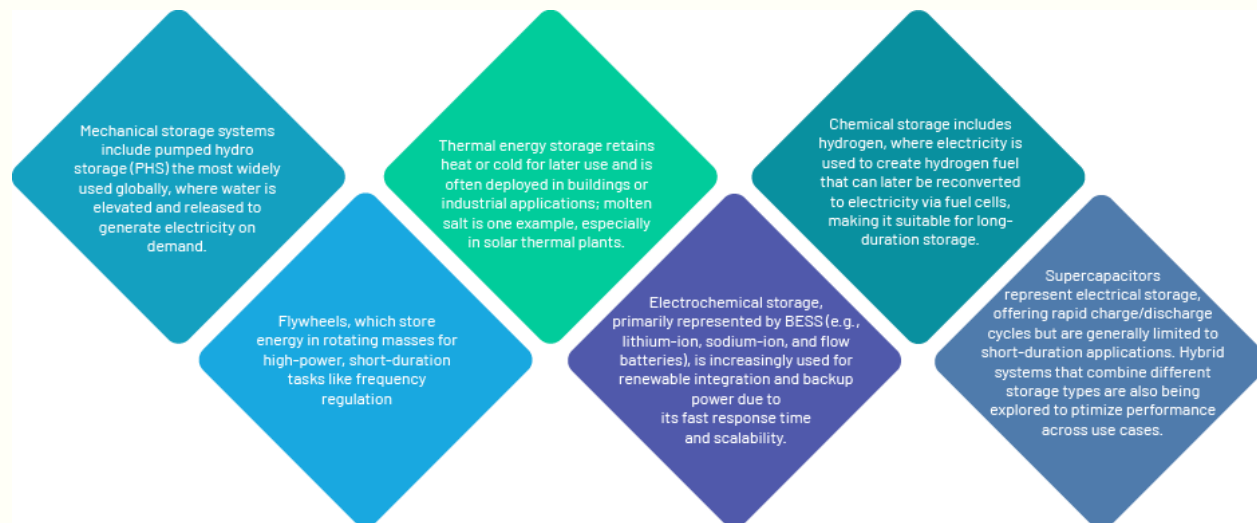 Mechanical storage systems
include pumped hydro
storage (PHS) the most widely
used globally, where water is
elevated and released to
generate electricity on
demand.
Flywheels, which store
energy in rotating masses for
high-power, short-duration
tasks like frequency
regulation
Thermal energy storage retains
heat or cold for later use and is
often deployed in buildings or
industrial applications; molten
salt is one example, especially
in solar thermal plants.
Electrochemical storage,
primarily represented by BESS (e.g.,
lithium-ion, sodium-ion, and flow
batteries), is increasingly used for
renewable integration and backup
power due to
its fast response time
and scalability.
Chemical storage includes
hydrogen, where electricity is
used to create hydrogen fuel
that can later be reconverted
to electricity via fuel cells,
making it suitable for long-
duration storage.
Supercapacitors
represent electrical storage,
offering rapid charge/discharge
cycles but are generally limited to
short-duration applications. Hybrid
systems that combine different
storage types are also being
explored to ptimize performance
across use cases.